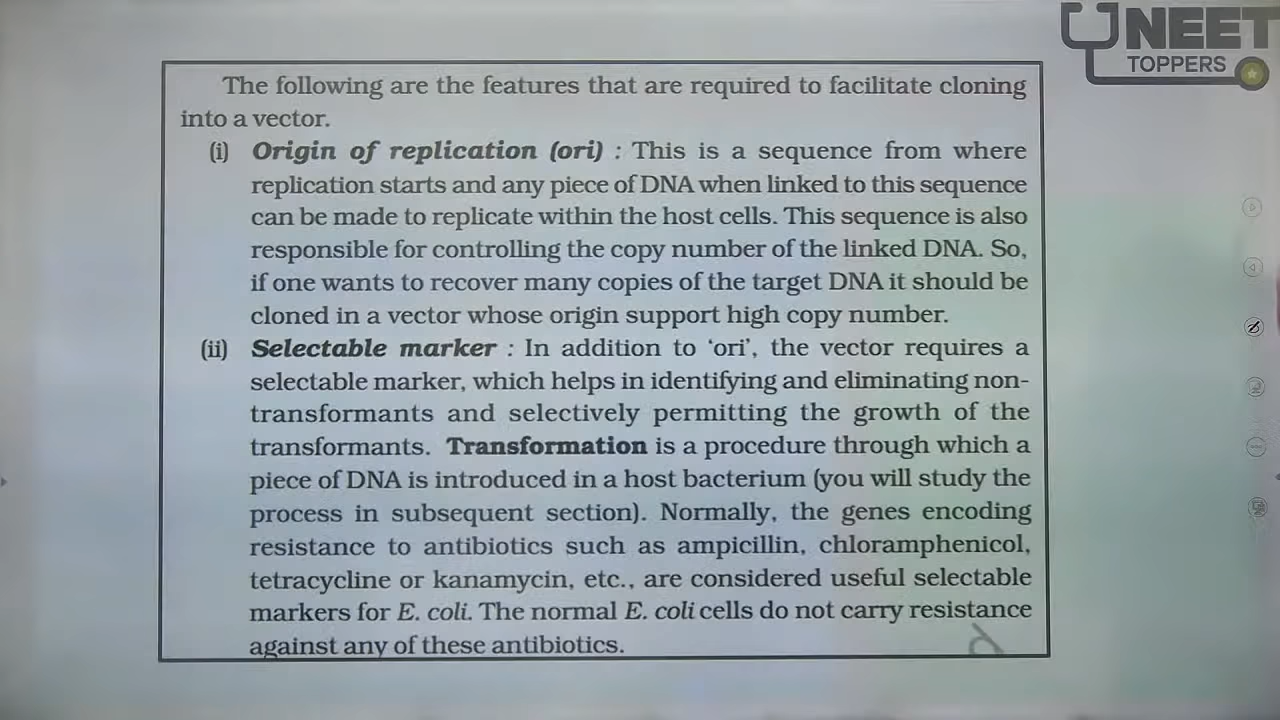 NEET
TOPPERS
The following are the features that are required to facilitate cloning
into a vector.
(i) Origin of replication (ori) : This is a sequence from where
replication starts and any piece of DNA when linked to this sequence
can be made to replicate within the host cells. This sequence is also
responsible for controlling the copy number of the linked DNA. So,
if one wants to recover many copies of the target DNA it should be
cloned in a vector whose origin support high copy number.
(ii) Selectable marker : In addition to ‘ori’, the vector requires a
selectable marker, which helps in identifying and eliminating non-
transformants and selectively permitting the growth of the
transformants. Transformation is a procedure through which a
piece of DNA is introduced in a host bacterium (you will study the
process in subsequent section). Normally, the genes encoding
resistance to antibiotics such as ampicillin, chloramphenicol,
tetracycline or kanamycin, etc., are considered useful selectable
markers for E. coli. The normal E. coli cells do not carry resistance
against any of these antibiotics.